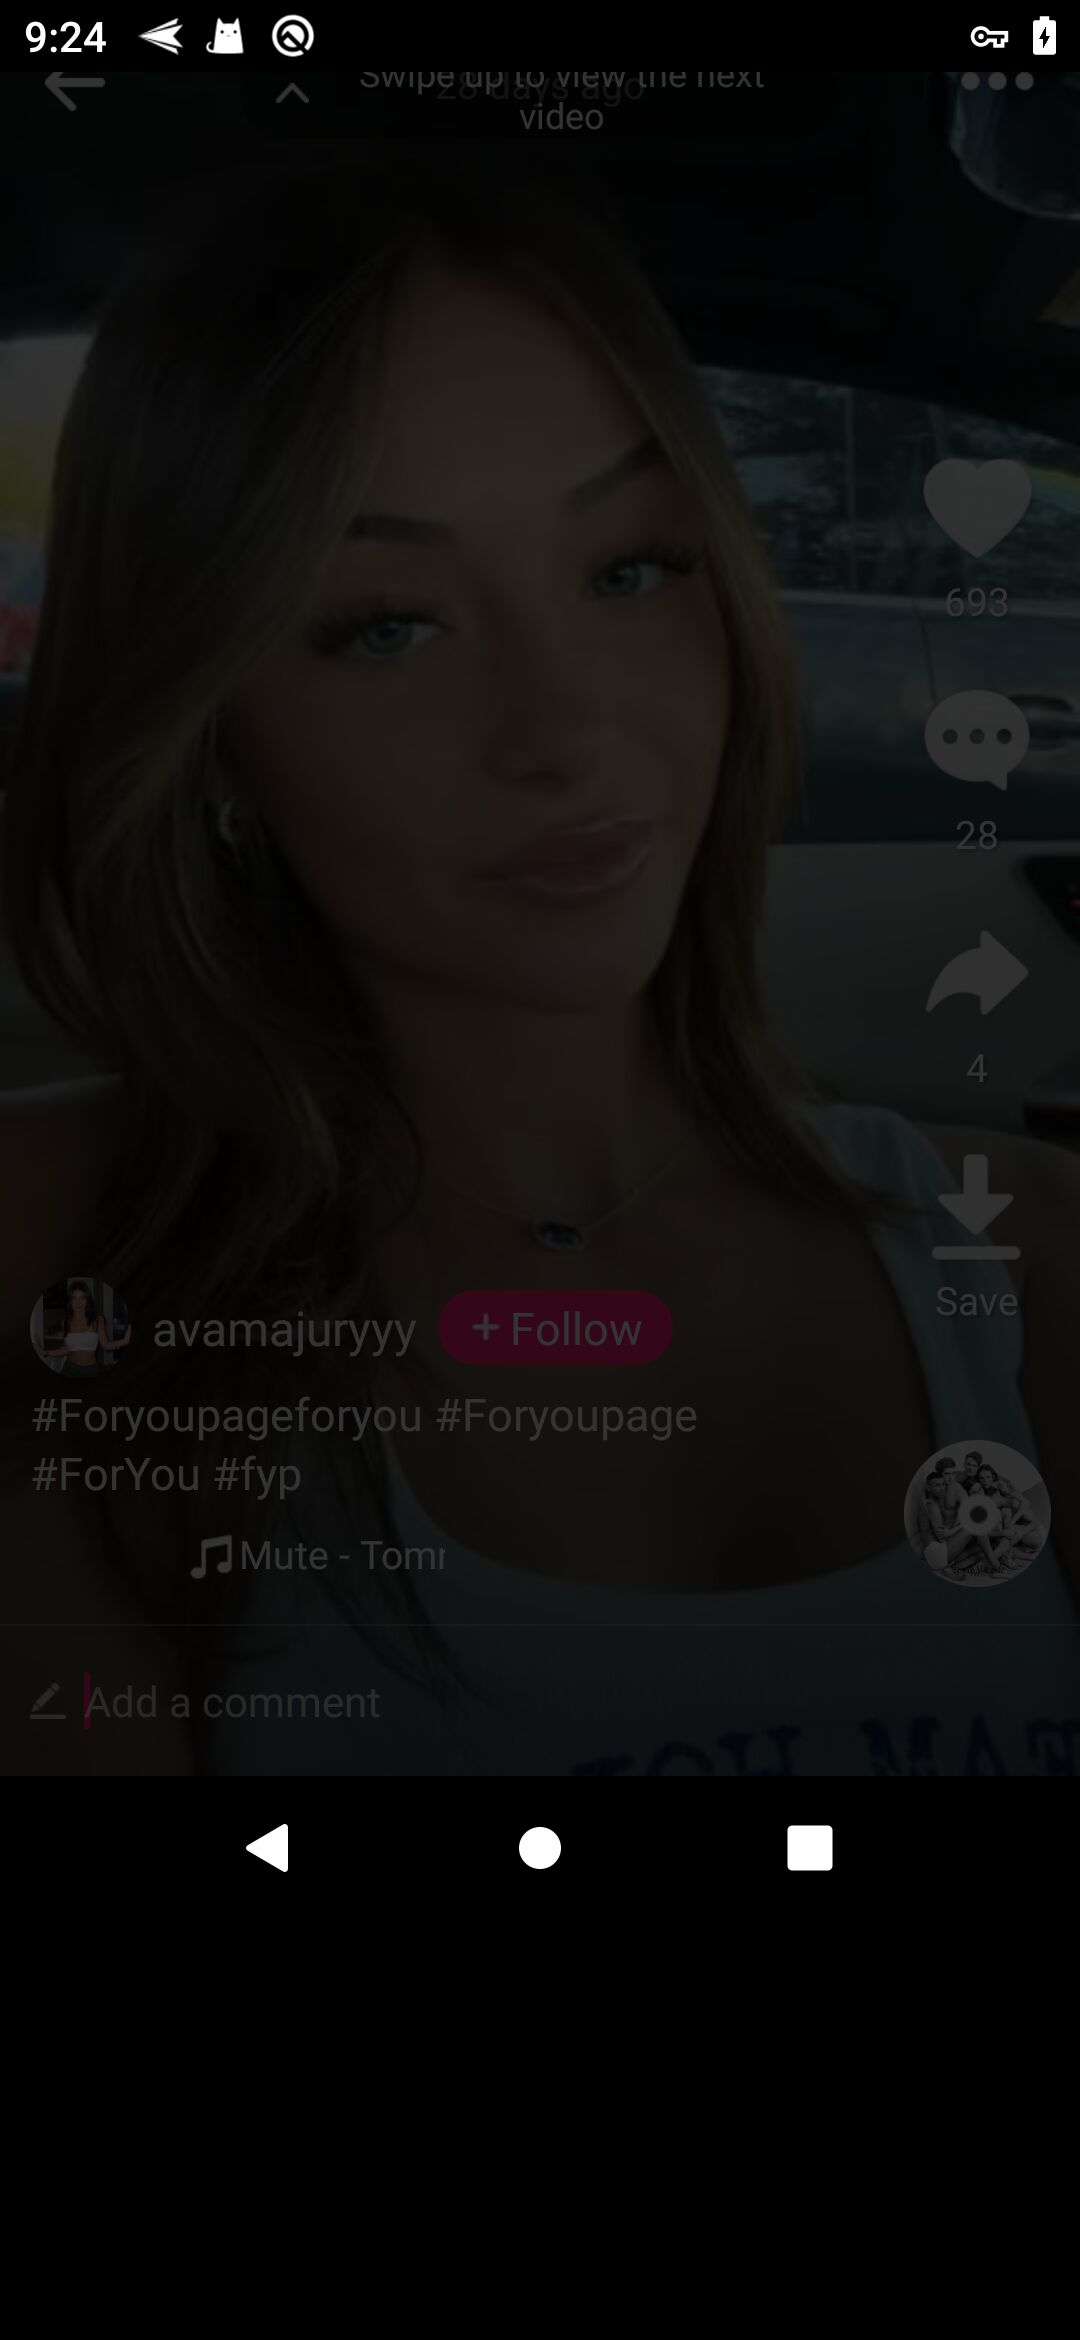 9:24
Swipe up to view the next
28 days ago
video
693
28
4
Save
avamajuryyy
+ Follow
#Foryoupageforyou #Foryoupage
#ForYou #fyp
Mute - Tom
Add a comment